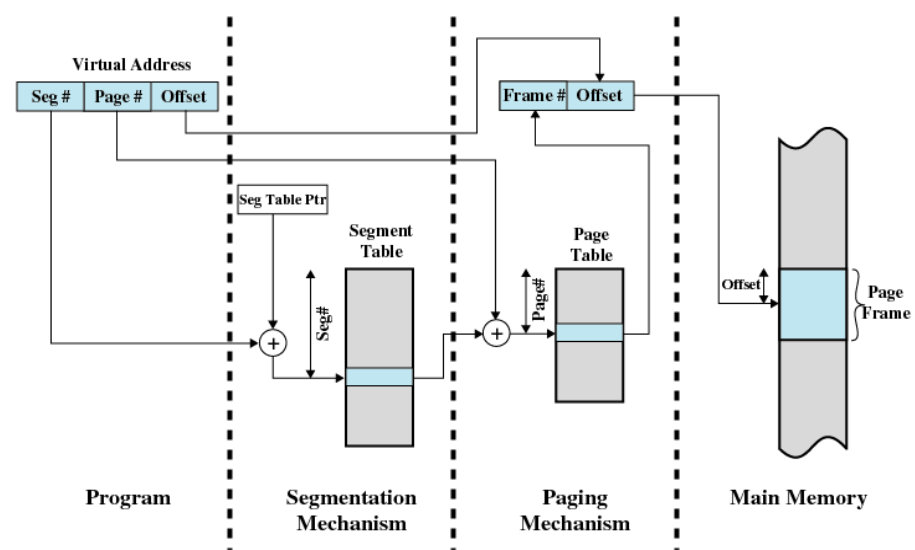 Virtual Address
Seg # Page # Offset
Frame # Offset
Seg Table Ptr
Segment
Table
Seg#
+
Page
Table
Page#
+
Offset
Page
Frame
Program
Segmentation
Mechanism
Paging
Mechanism
Main Memory